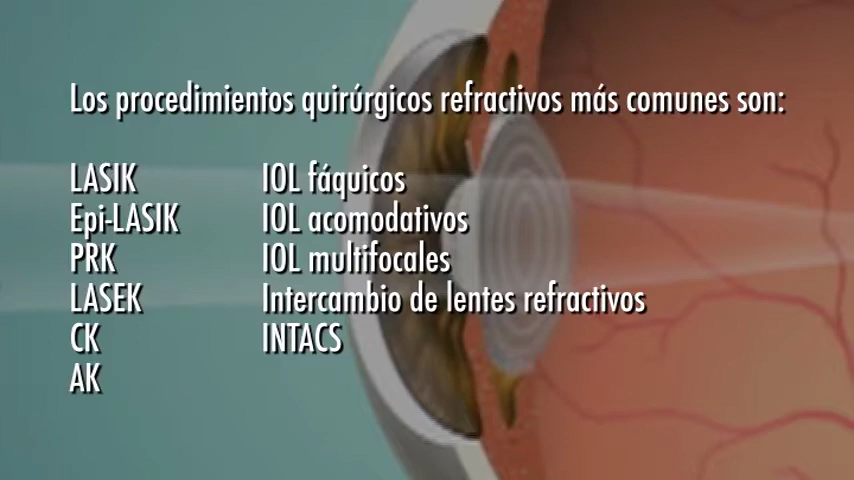 Los procedimientos quirúrgicos refractivos más comunes son:
LASIK
Epi-LASIK
PRK
LASEK
CK
AK
IOL fáquicos
IOL acomodativos
IOL multifocales
Intercambio de lentes refractivos
INTACS